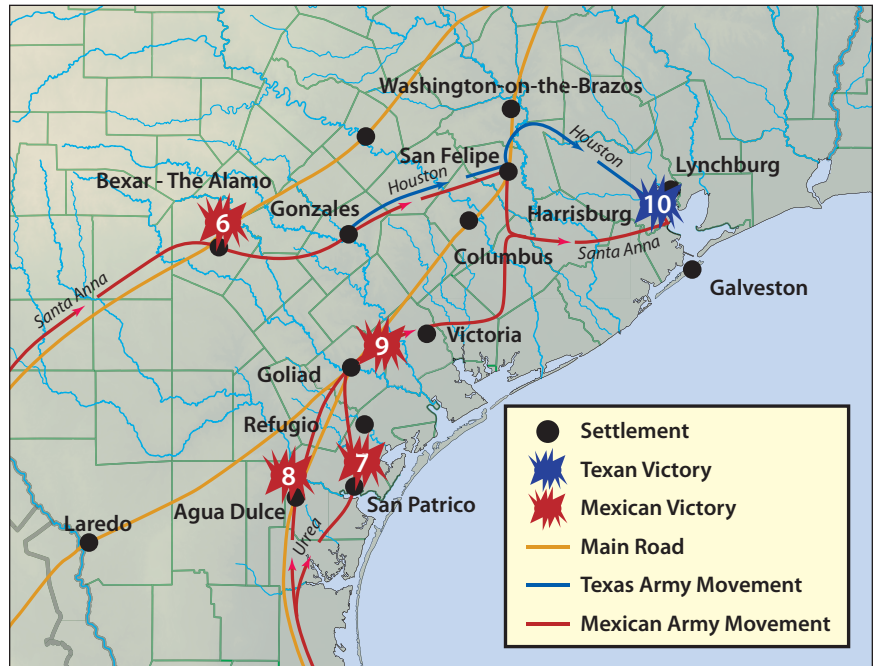 Washington-on-the-Brazos
Houston
San Felipe
Lynchburg
Bexar - The Alamo
Houston
10
Gonzales
Harrisburg
6
Columbus
Santa Anna
Santa Anna
Galveston
9
Victoria
Goliad
Refugio
7
8
Agua Dulce
San Patrico
Laredo
Urrea
Settlement
Texan Victory
Mexican Victory
Main Road
Texas Army Movement
Mexican Army Movement